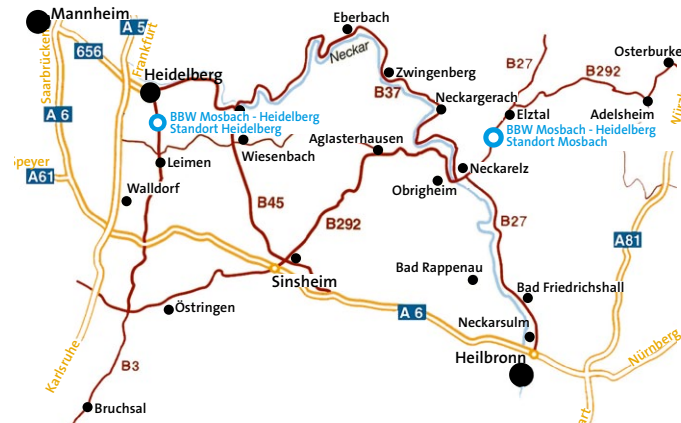 Mannheim
A 5
Frankfurt
Saarbrücken
656
Eberbach
Neckar
Osterburke
B27
B292
Zwingenberg
Heidelberg
B37
Neckargerach
Elztal
Adelsheim
A 6
BBW Mosbach - Heidelberg
Standort Heidelberg
BBW Mosbach - Heidelberg
Standort Mosbach
Aglasterhausen
Wiesenbach
Speyer
Leimen
Neckarelz
A61
Walldorf
Obrigheim
B45
B292
B27
A81
Bad Rappenau
Sinsheim
Bad Friedrichshall
Östringen
A 6
Neckarsulm
Heilbronn
Nürnberg
Karlsruhe
B3
Bruchsal